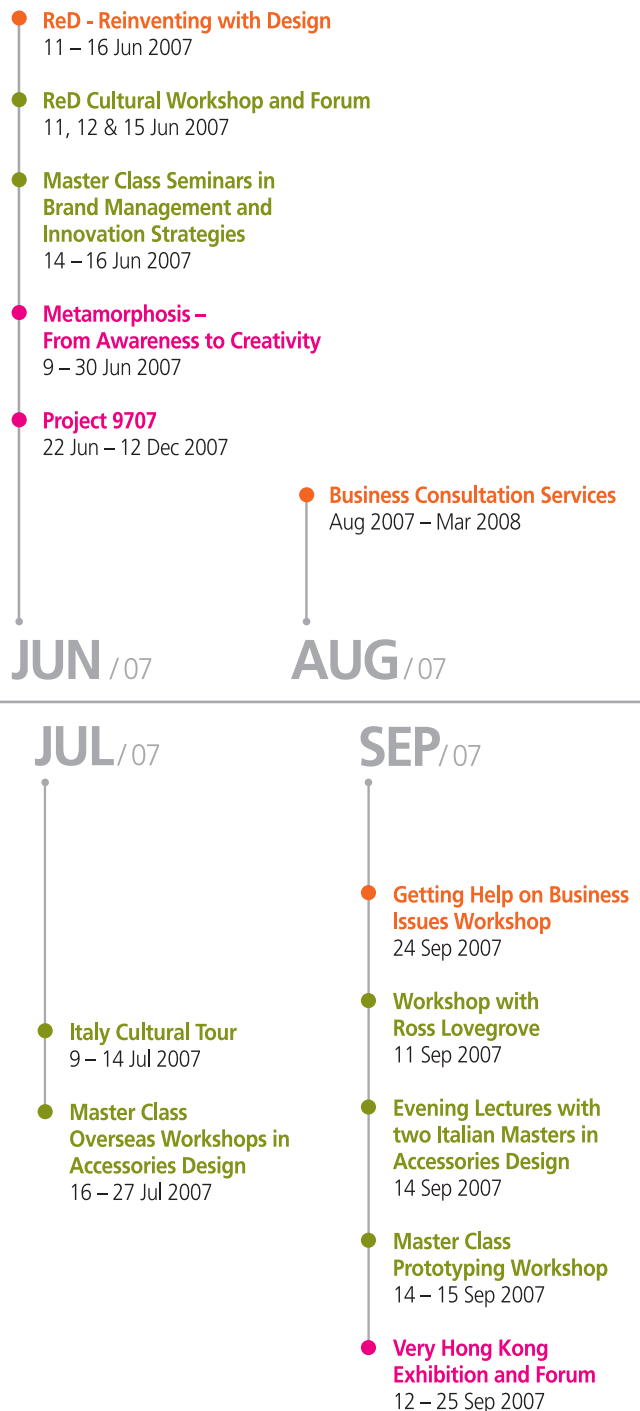 ReD - Reinventing with Design
11 – 16 Jun 2007
ReD Cultural Workshop and Forum
11, 12 & 15 Jun 2007
Master Class Seminars in
Brand Management and
Innovation Strategies
14 – 16 Jun 2007
Metamorphosis –
From Awareness to Creativity
9 – 30 Jun 2007
Project 9707
22 Jun – 12 Dec 2007
JUN / 07
Business Consultation Services
Aug 2007 – Mar 2008
AUG / 07
JUL / 07
Italy Cultural Tour
9 – 14 Jul 2007
Master Class
Overseas Workshops in
Accessories Design
16 – 27 Jul 2007
SEP / 07
Getting Help on Business
Issues Workshop
24 Sep 2007
Workshop with
Ross Lovegrove
11 Sep 2007
Evening Lectures with
two Italian Masters in
Accessories Design
14 Sep 2007
Master Class
Prototyping Workshop
14 – 15 Sep 2007
Very Hong Kong
Exhibition and Forum
12 – 25 Sep 2007